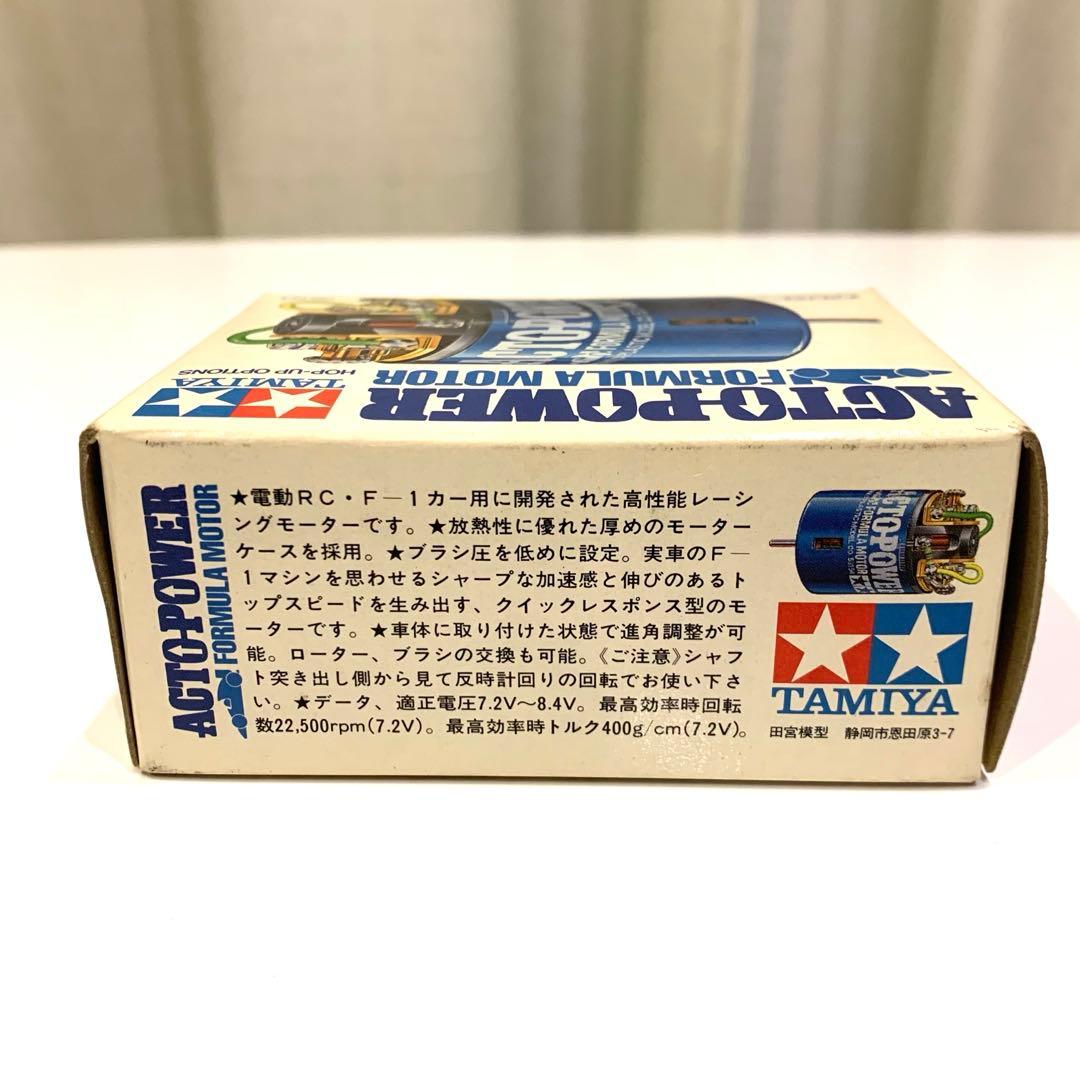 ACTO-POWER
FORMULA MOTOR
TAMIYA
HOP-UP OPTIONS
ACTO-POWER
FORMULA MOTOR
★電動RC・F－1カー用に開発された高性能レーシ
ングモーターです。★放熱性に優れた厚めのモーター
ケースを採用。★ブラシ圧を低めに設定。実車のF－
1マシンを思わせるシャープな加速感と伸びのあるト
ップスピードを生み出す、クイックレスポンス型のモ
ーターです。★車体に取り付けた状態で進角調整が可
能。ローター、ブラシの交換も可能。《ご注意》シャフ
ト突き出し側から見て反時計回りの回転でお使い下さ
い。★データ、適正電圧7.2V〜8.4V。最高効率時回転
数22,500rpm(7.2V)。最高効率時トルク400g/cm(7.2V)。
TAMIYA
田宮模型 静岡市恩田原3-7